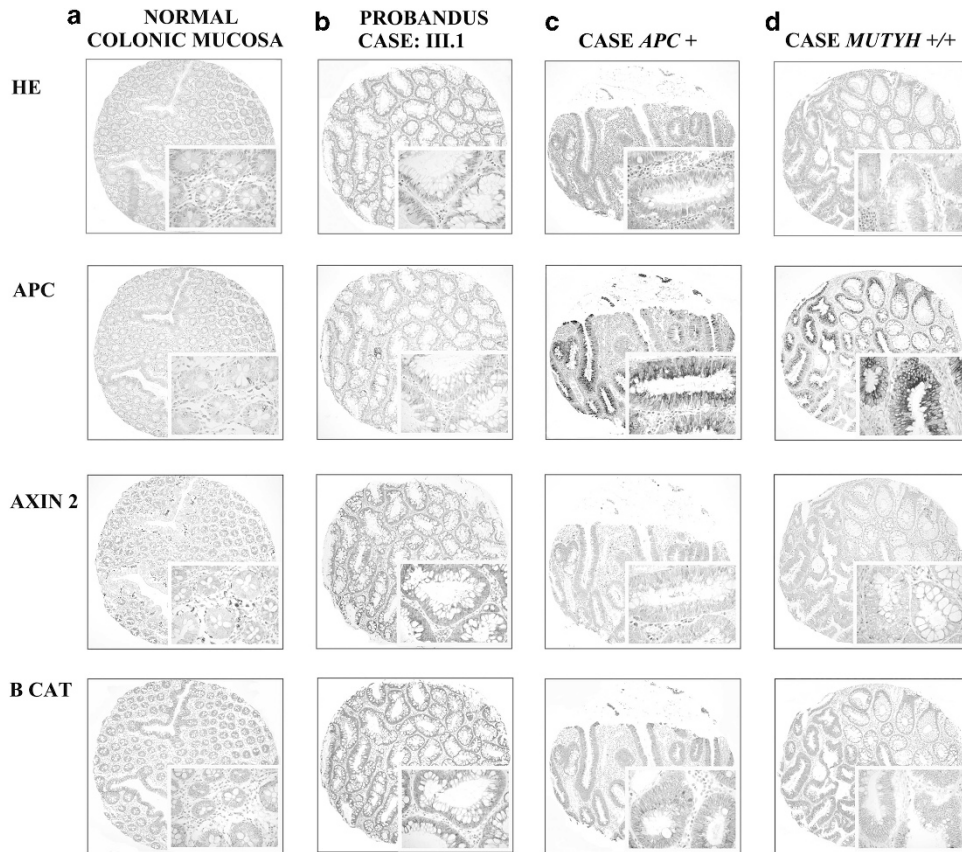 a NORMAL
COLONIC MUCOSA
b PROBANDUS
CASE: III.1
c CASE APC +
d CASE MUTYH +/+
HE
APC
AXIN 2
B CAT